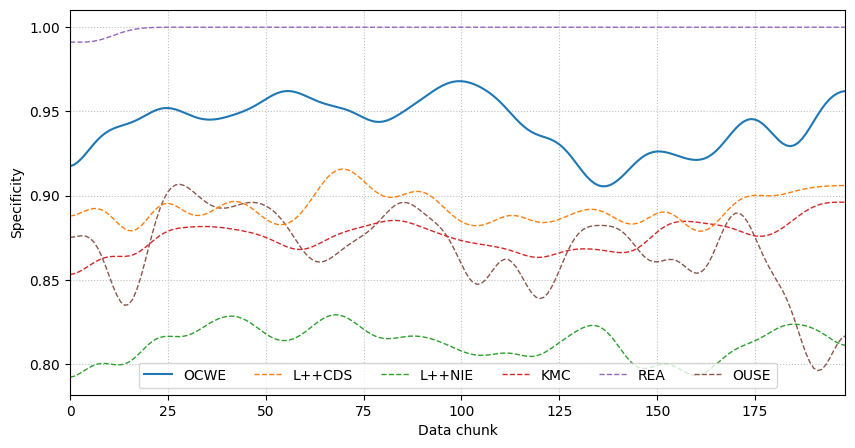 1.00
0.95
0.90
0.85
0.80
Specificity
OCWE L++CDS L++NIE KMC REA OUSE
0 25 50 75 100 125 150 175
Data chunk